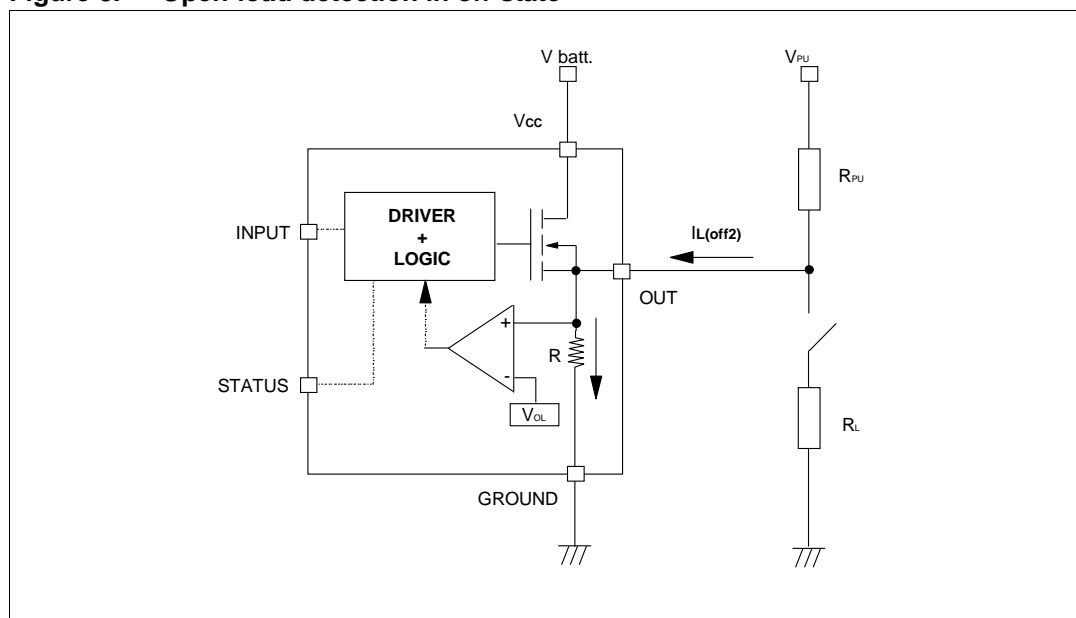 Figure Open load detection in off state
V batt.
VPU
Vcc
RPU
DRIVER
+
LOGIC
INPUT
IL(off2)
OUT
+
R
-
STATUS
VOL
RL
GROUND